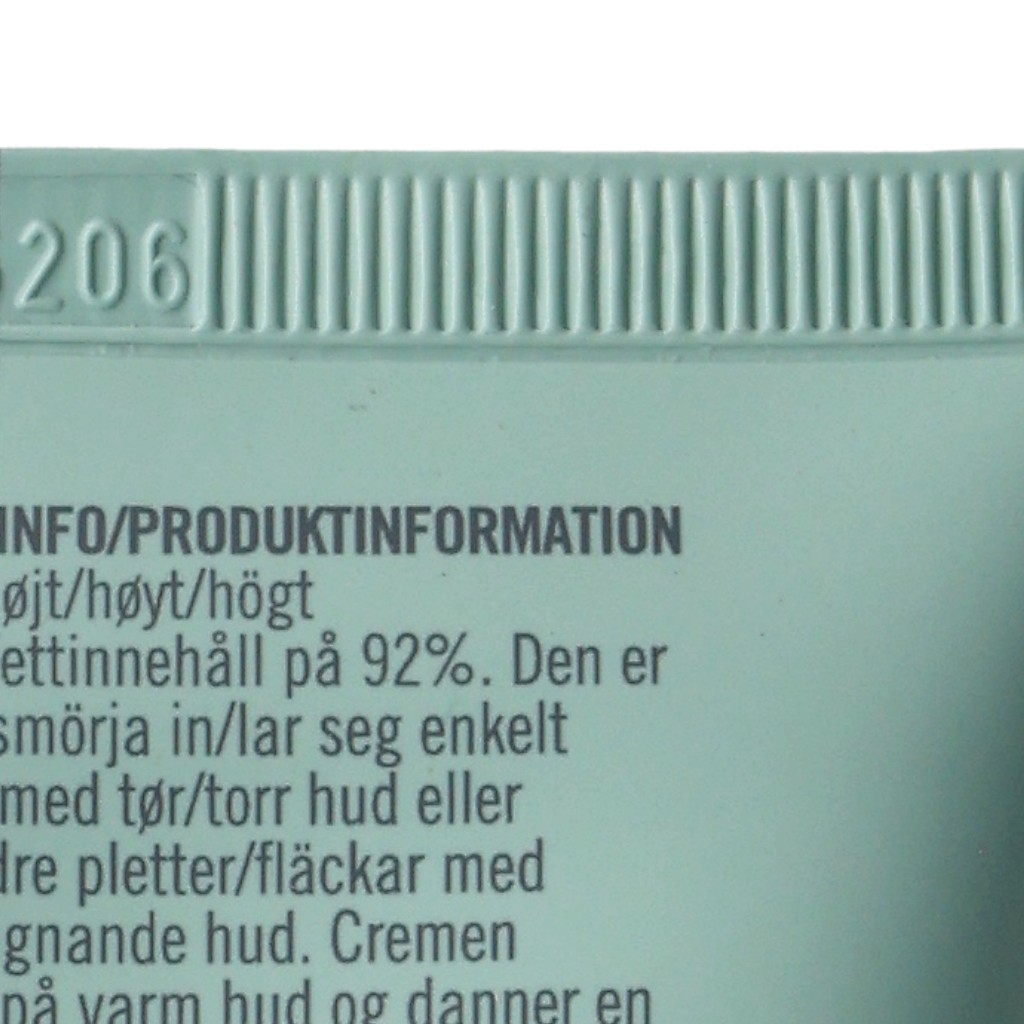 206
INFO/PRODUKTINFORMATION
øjt/høyt/högt
ettinnehåll på 92%. Den er
smörja in/lar seg enkelt
med tør/torr hud eller
dre pletter/fläckar med
gnande hud. Cremen
på varm hud og danner en